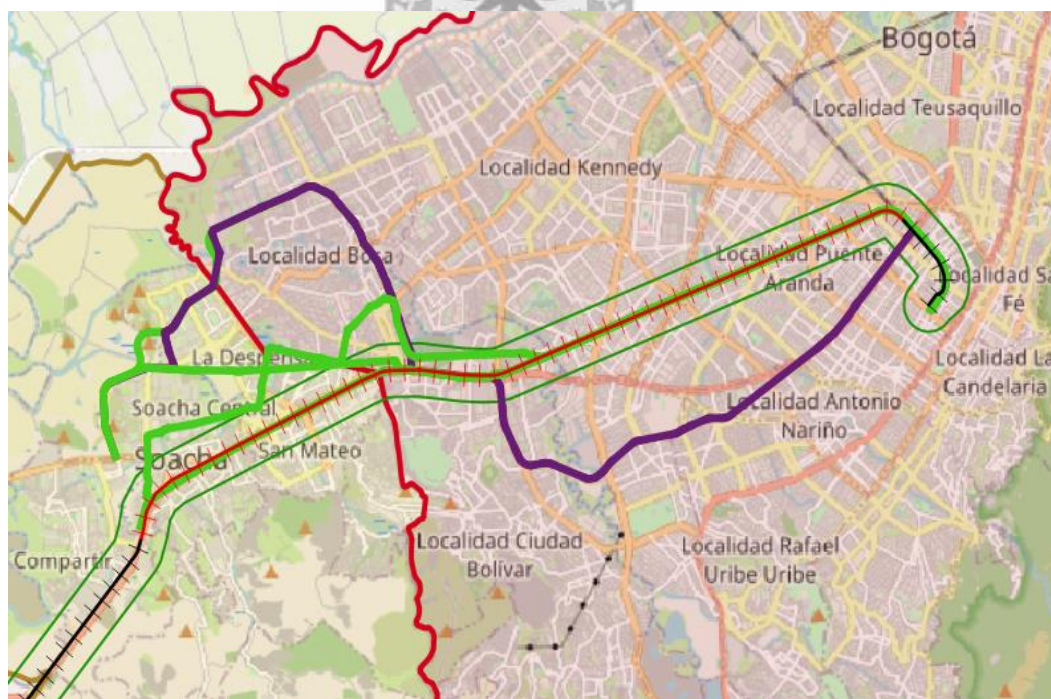 Bogotá
Localidad Teusaquillo
Localidad Kennedy
Localidad Bosa
Localidad Puente
Aranda
Localidad Sa
Fé
La Despensa
Localidad La
Candelaria
Soacha Central
Localidad Antonio
Nariño
San Mateo
Soacha
Localidad Ciudad
Bolívar
Localidad Rafael
Uribe Uribe
Compartir